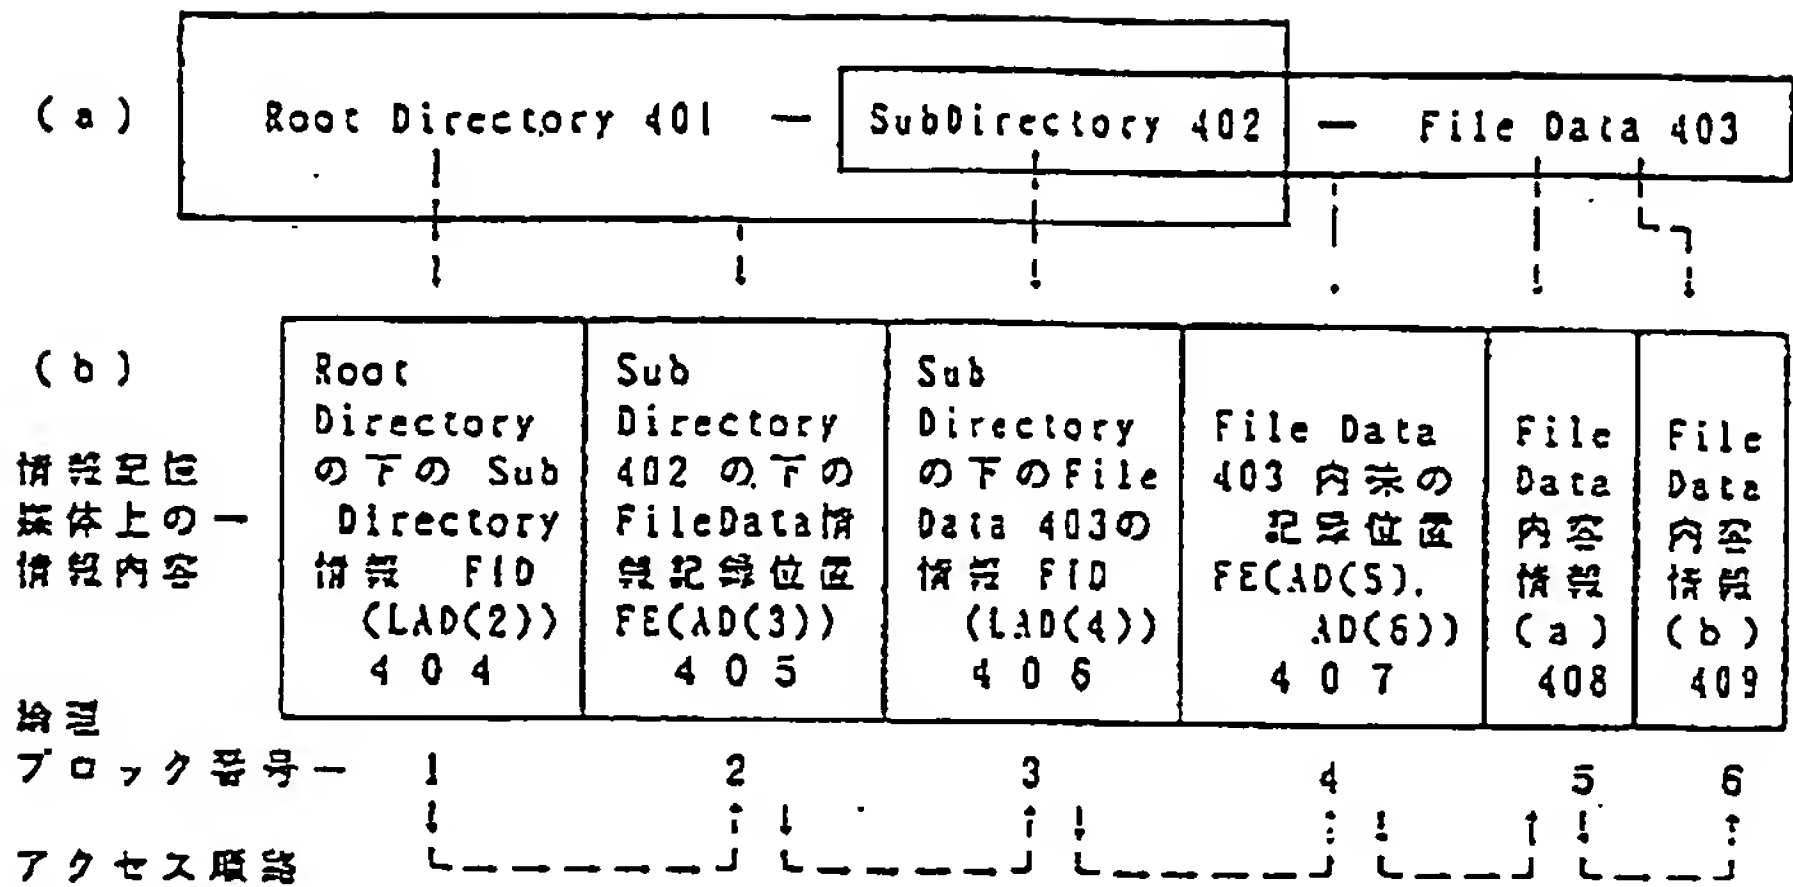 (a)
Root Directory 401 — SubDirectory 402 — File Data 403
(b)
情報記憶
媒体上の—
情報内容
Root
Directory
の下の Sub
Directory
情報 FID
(LAD(2))
404
Sub
Directory
402 の下の
FileData情
報記録位置
FE(AD(3))
405
Sub
Directory
の下のFile
Data 403の
情報 FID
(LAD(4))
406
File Data
403 内容の
記録位置
FE(AD(5).
AD(6))
407
File
Data
内容
情報
(a)
408
File
Data
内容
情報
(b)
409
論理
ブロック番号— 1 2 3 4 5 6
アクセス順路